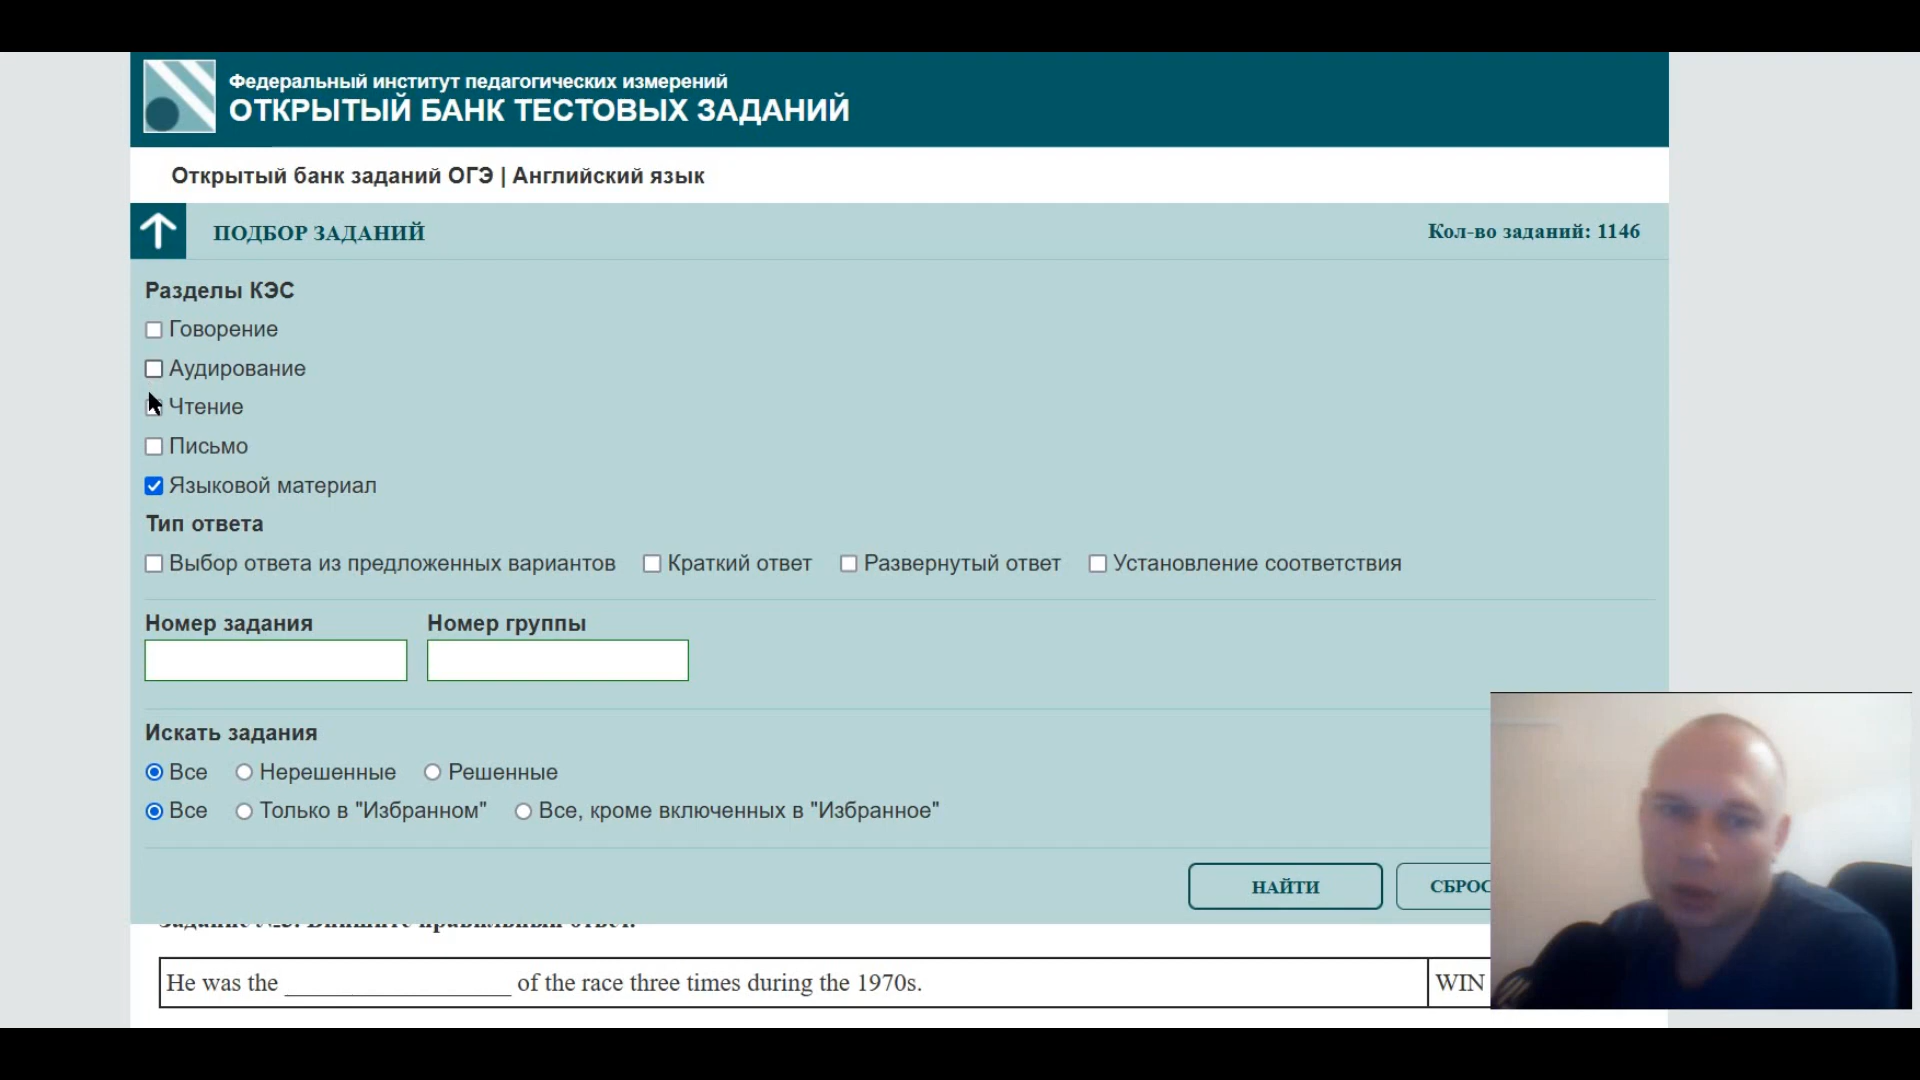 Федеральный институт педагогических измерений
ОТКРЫТЫЙ БАНК ТЕСТОВЫХ ЗАДАНИЙ
Открытый банк заданий ОГЭ | Английский язык
ПОДБОР ЗАДАНИЙ
Кол-во заданий: 1146
Разделы КЭС
Говорение
Аудирование
Чтение
Письмо
Языковой материал
Тип ответа
Выбор ответа из предложенных вариантов Краткий ответ Развернутый ответ Установление соответствия
Номер задания Номер группы
Искать задания
Все Нерешенные Решенные
Все Только в "Избранном" Все, кроме включенных в "Избранное"
НАЙТИ СБРОС
He was the ___________________ of the race three times during the 1970s. WIN